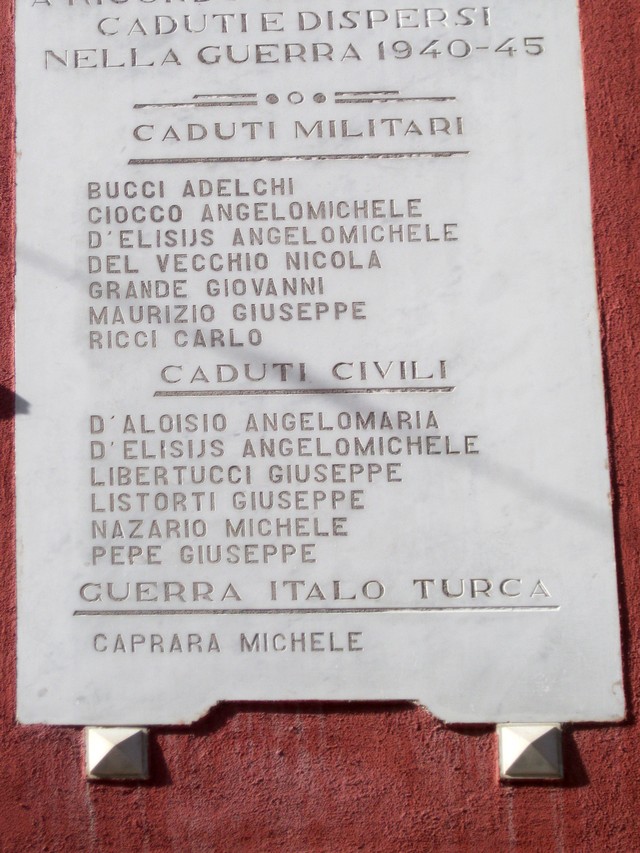 CADUTI E DISPERSI
NELLA GUERRA 1940-45
CADUTI MILITARI
BUCCI ADELCHI
CIOCCO ANGELOMICHELE
D'ELISIJS ANGELOMICHELE
DEL VECCHIO NICOLA
GRANDE GIOVANNI
MAURIZIO GIUSEPPE
RICCI CARLO
CADUTI CIVILI
D'ALOISIO ANGELOMARIA
D'ELISIJS ANGELOMICHELE
LIBERTUCCI GIUSEPPE
LISTORTI GIUSEPPE
NAZARIO MICHELE
PEPE GIUSEPPE
GUERRA ITALO TURCA
CAPRARA MICHELE